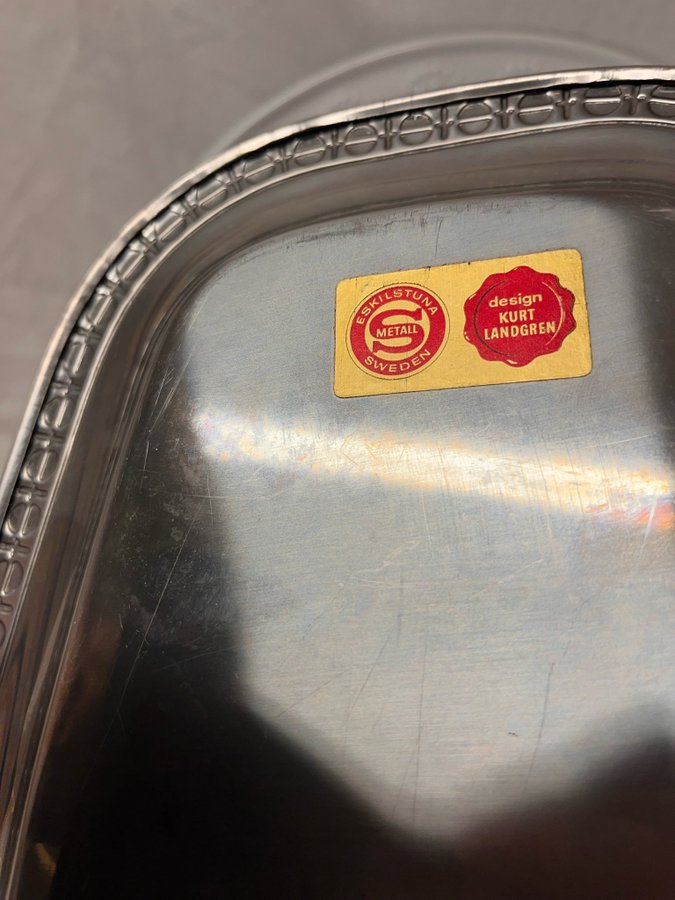 ESKILSTUNA
METALL
SWEDEN
design
KURT
LANDGREN